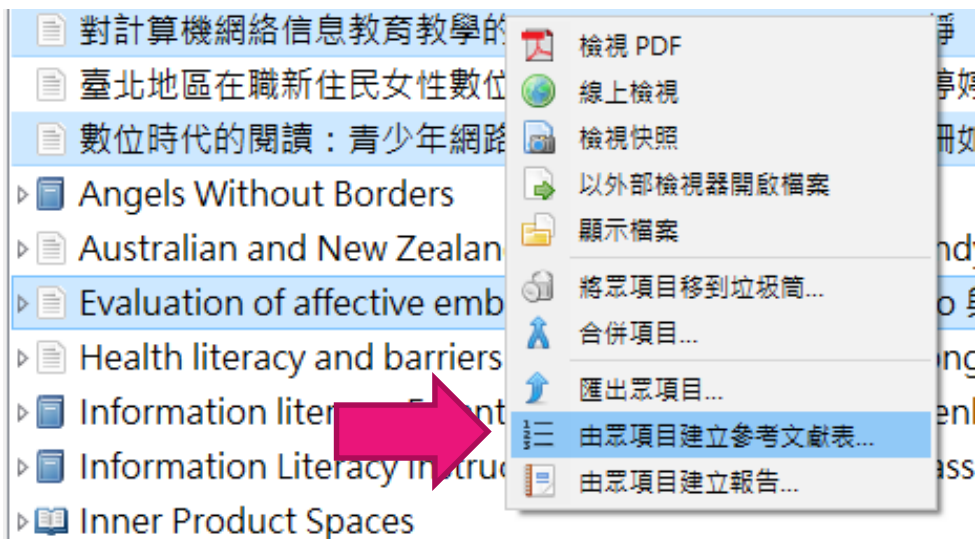 對計算機網絡信息教育教學的
臺北地區在職新住民女性數位
數位時代的閱讀：青少年網路
Angels Without Borders
Australian and New Zealan
Evaluation of affective emb
Health literacy and barriers
Information liter
Information Literacy Instruc
Inner Product Spaces
檢視 PDF
線上檢視
檢視快照
以外部檢視器開啟檔案
顯示檔案
將眾項目移到垃圾筒...
合併項目...
匯出眾項目...
由眾項目建立參考文獻表...
由眾項目建立報告...